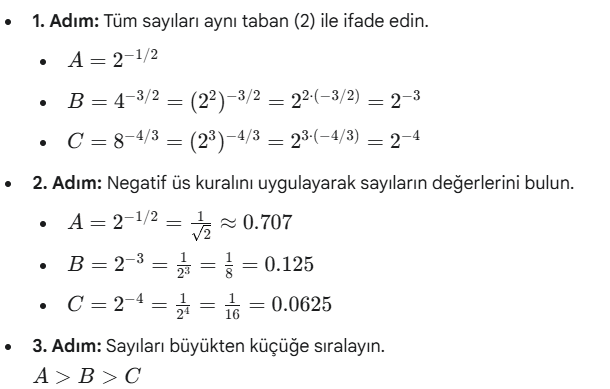 • 1. Adım: Tüm sayıları aynı taban (2) ile ifade edin.
• A = 2^{-1/2}
• B = 4^{-3/2} = (2^2)^{-3/2} = 2^{2·(-3/2)} = 2^{-3}
• C = 8^{-4/3} = (2^3)^{-4/3} = 2^{3·(-4/3)} = 2^{-4}
• 2. Adım: Negatif üs kuralını uygulayarak sayıların değerlerini bulun.
• A = 2^{-1/2} = \frac{1}{\sqrt{2}} ≈ 0.707
• B = 2^{-3} = \frac{1}{2^3} = \frac{1}{8} = 0.125
• C = 2^{-4} = \frac{1}{2^4} = \frac{1}{16} = 0.0625
• 3. Adım: Sayıları büyükten küçüğe sıralayın.
A > B > C